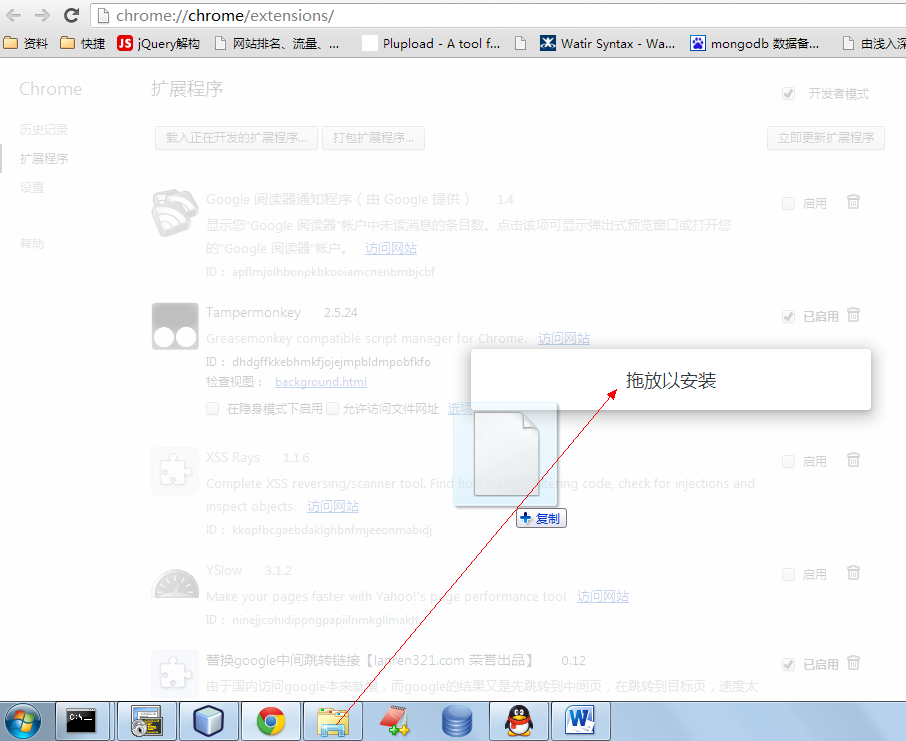 chrome://chrome/extensions/
资料
快捷
JS jQuery解构
网站排名、流量、...
Plupload - A tool f...
Watir Syntax - Wa...
mongodb 数据备...
由浅入深
Chrome
扩展程序
开发者模式
历史记录
扩展程序
设置
帮助
载入正在开发的扩展程序...
打包扩展程序...
立即更新扩展程序
Google 阅读器通知程序（由 Google 提供） 1.4
启用
显示您"Google 阅读器"帐户中未读消息的条目数。点击该项可显示弹出式预览窗口或打开您
的"Google 阅读器"帐户。 访问网站
ID： apflmjolhbonpkbkooiamcnenbmbjcbf
Tampermonkey 2.5.24
已启用
Greasemonkey compatible script manager for Chrome. 访问网站
ID： dhdgffkkebhmkfjojejmpbldmpobfkfo
检查视图： background.html
在隐身模式下启用 允许访问文件网址 选项
拖放以安装
复制
XSS Rays 1.1.6
启用
Complete XSS reversing/scanner tool. Find how code, check for injections and
inspect objects. 访问网站
ID： kkopfbcgaebdaklghbnfmjeeonmabidj
YSlow 3.1.2
启用
Make your pages faster with Yahoo!'s page performance tool 访问网站
ID： ninejjcohidippngpapiilnmkgllmakh
替换google中间跳转链接【lanren321.com 荣誉出品】 0.12
已启用
由于国内访问google本来就慢，而google的结果又是先跳转到中间页，在跳转到目标页，速度太
C:\_
W